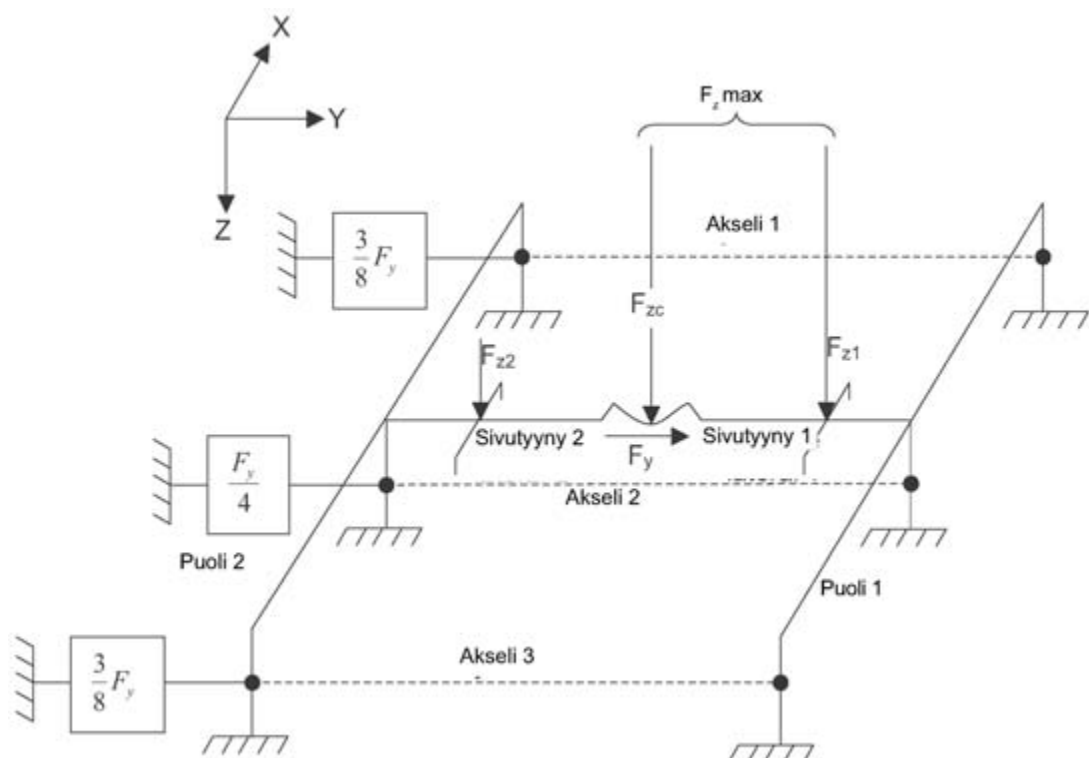 X
Y
Z
F_z max
Akseli 1
3/8 F_y
F_zc
F_z2
F_z1
Sivutyyny 2
Sivutyyny 1
F_y
F_y/4
Akseli 2
Puoli 2
Puoli 1
Akseli 3
3/8 F_y